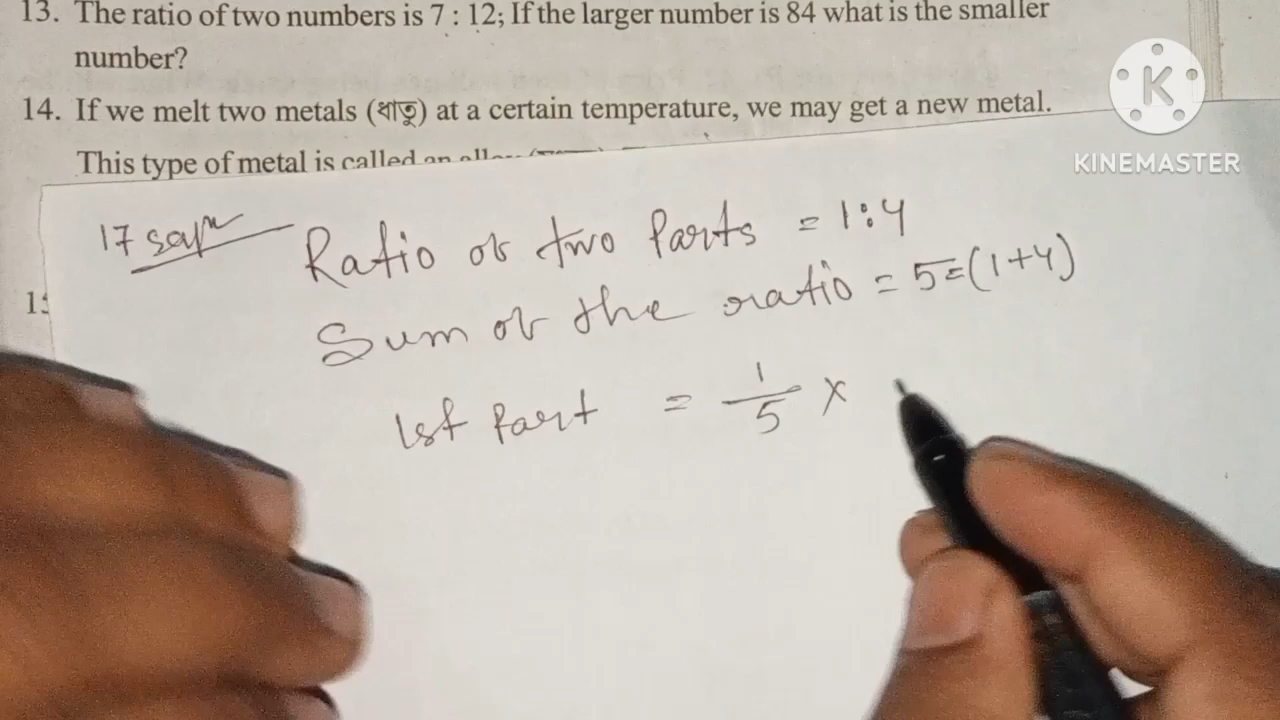 13. The ratio of two numbers is 7 : 12; If the larger number is 84 what is the smaller
number?
14. If we melt two metals (ধাতু) at a certain temperature, we may get a new metal.
This type of metal is called an
K
KINEMASTER
17
Ratio of two Parts = 1:4
Sum of the ratio = 5 = (1+4)
1st Part = 1/5 ×